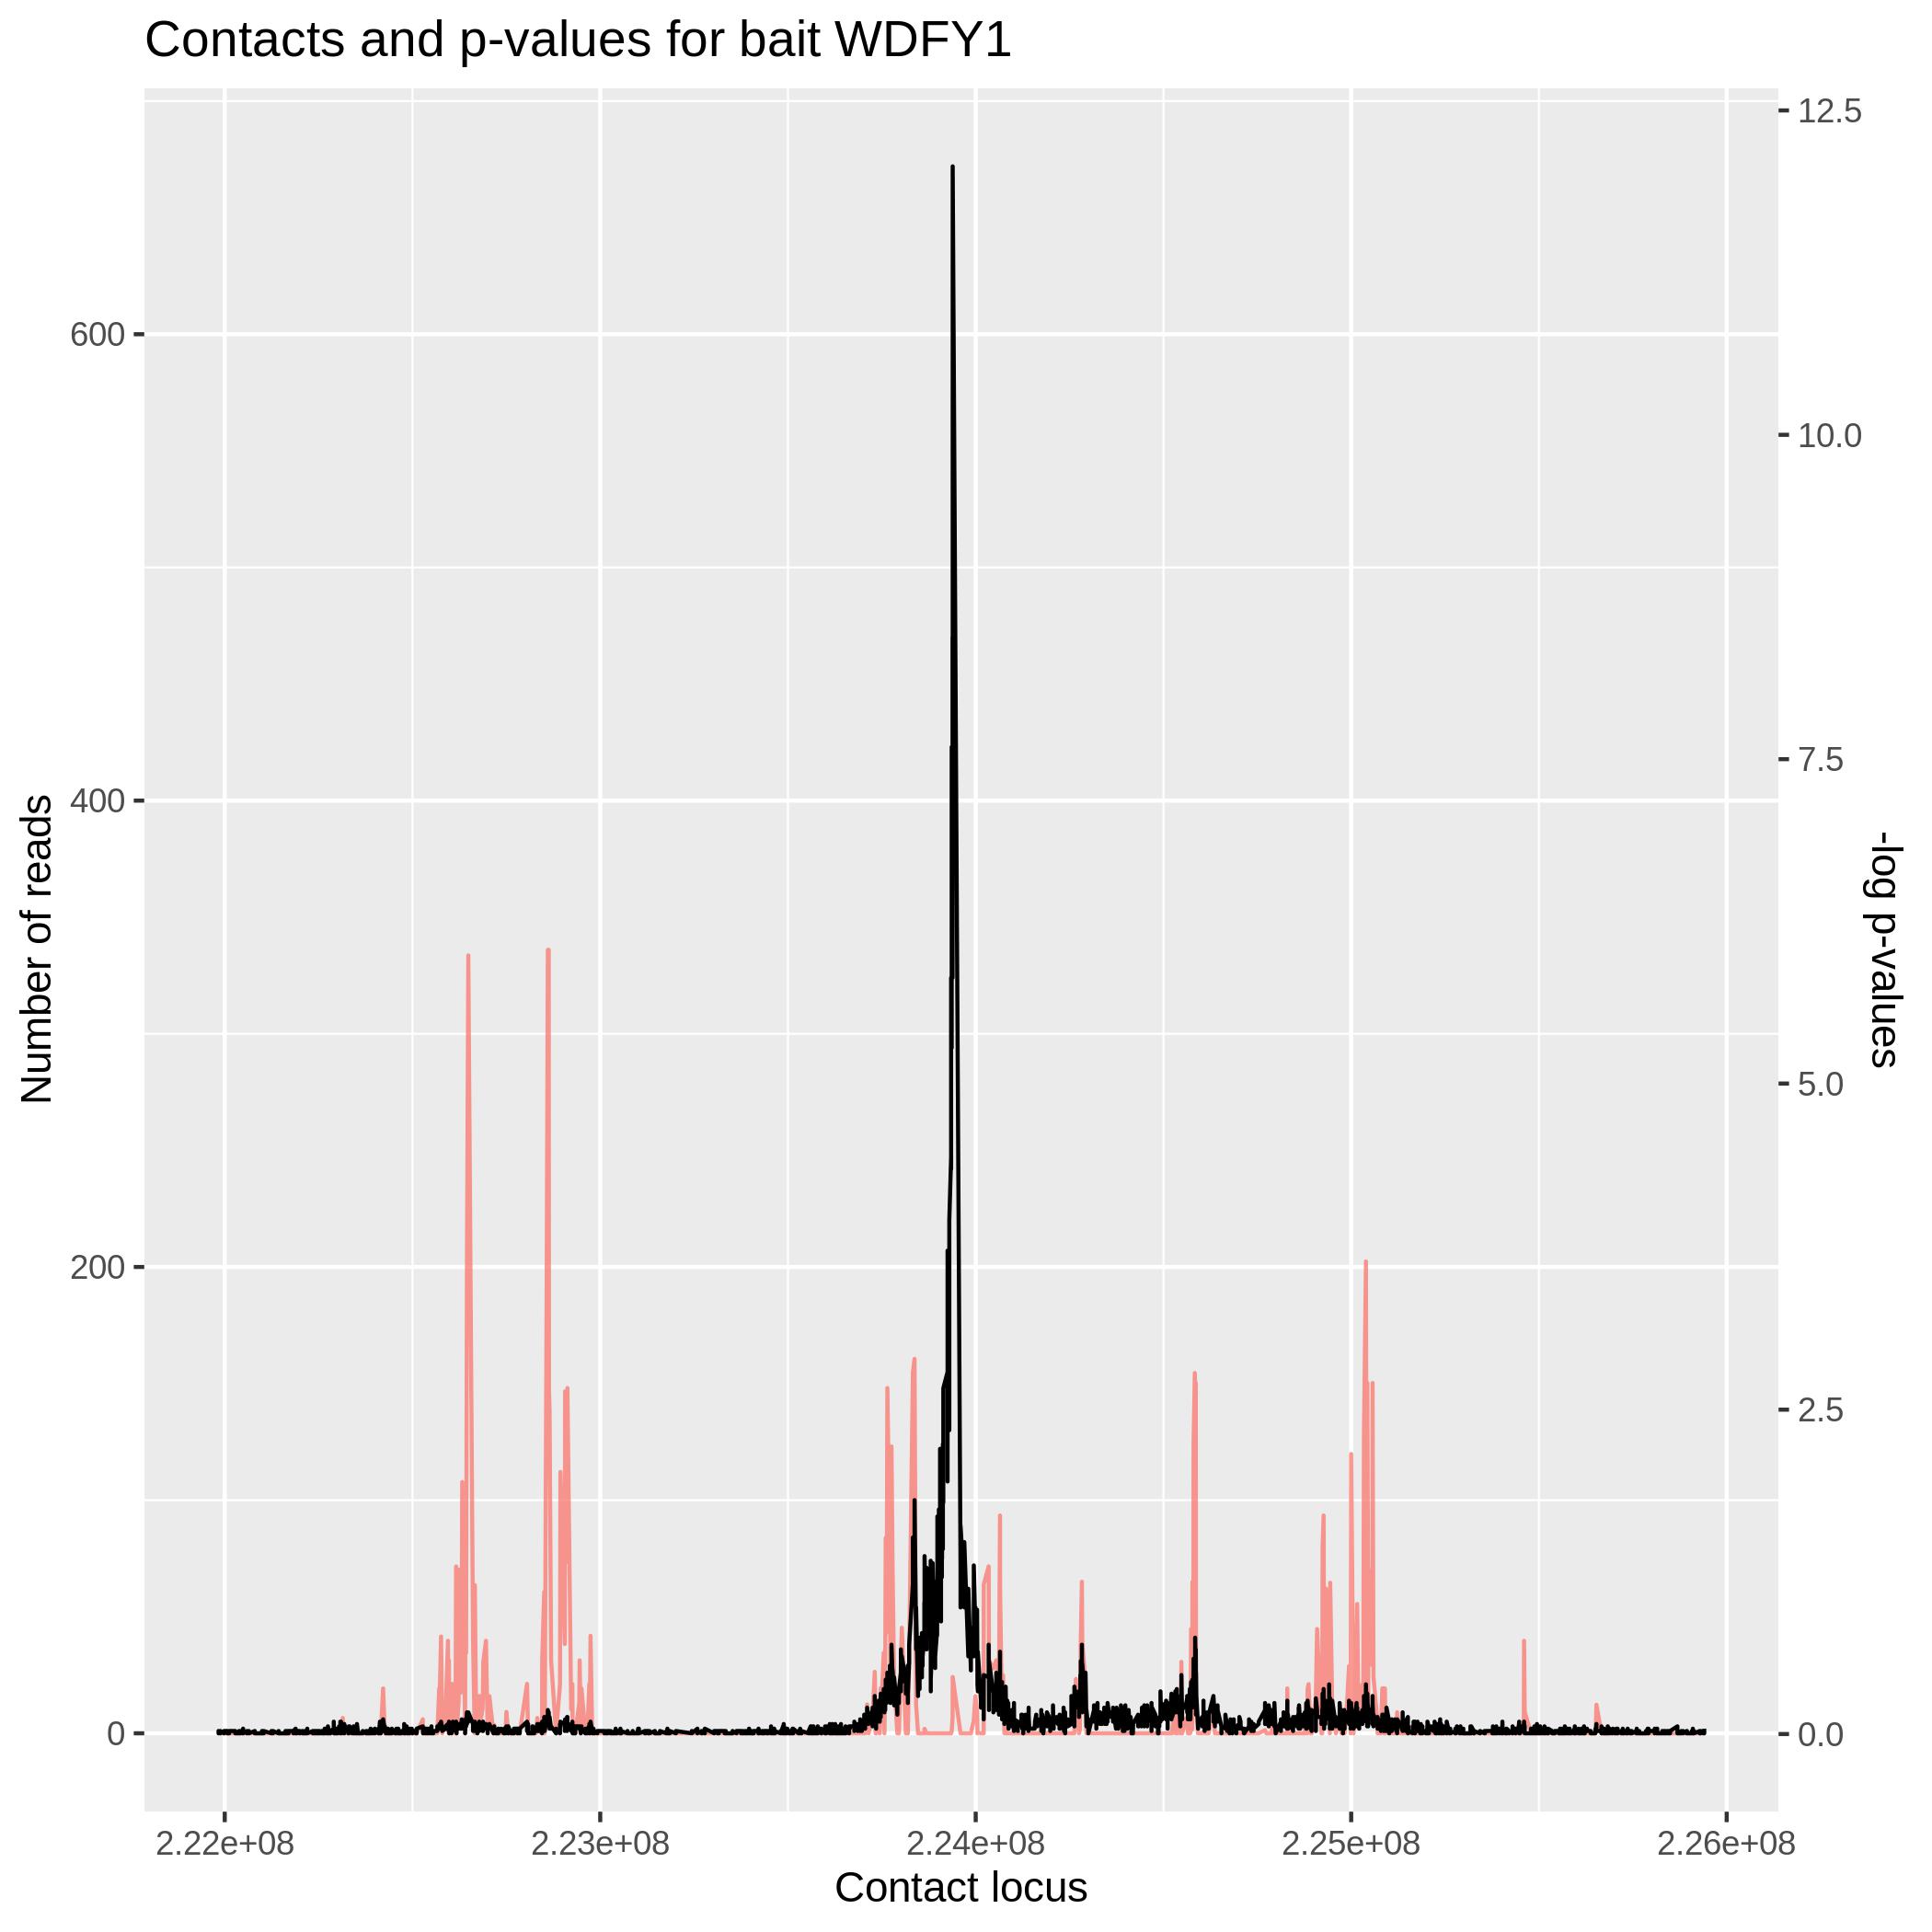 Contacts and p-values for bait WDFY1
Number of reads
600
400
200
0
12.5
10.0
7.5
5.0
2.5
0.0
-log p-values
2.22e+08
2.23e+08
2.24e+08
2.25e+08
2.26e+08
Contact locus